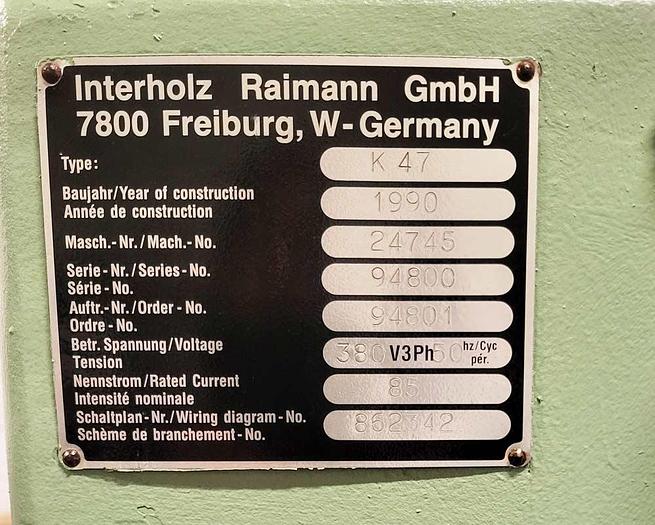 Interholz Raimann GmbH
7800 Freiburg, W-Germany
Type: K 47
Baujahr/Year of construction
Année de construction 1990
Masch.-Nr./Mach.-No. 24745
Serie-Nr./Series-No.
Série-No. 94800
Auftr.-Nr./Order-No.
Ordre-No. 94801
Betr. Spannung/Voltage
Tension 380 V3Ph 50 hz/Cyc
pér.
Nennstrom/Rated Current
Intensité nominale 85
Schaltplan-Nr./Wiring diagram-No.
Schème de branchement-No. 852342